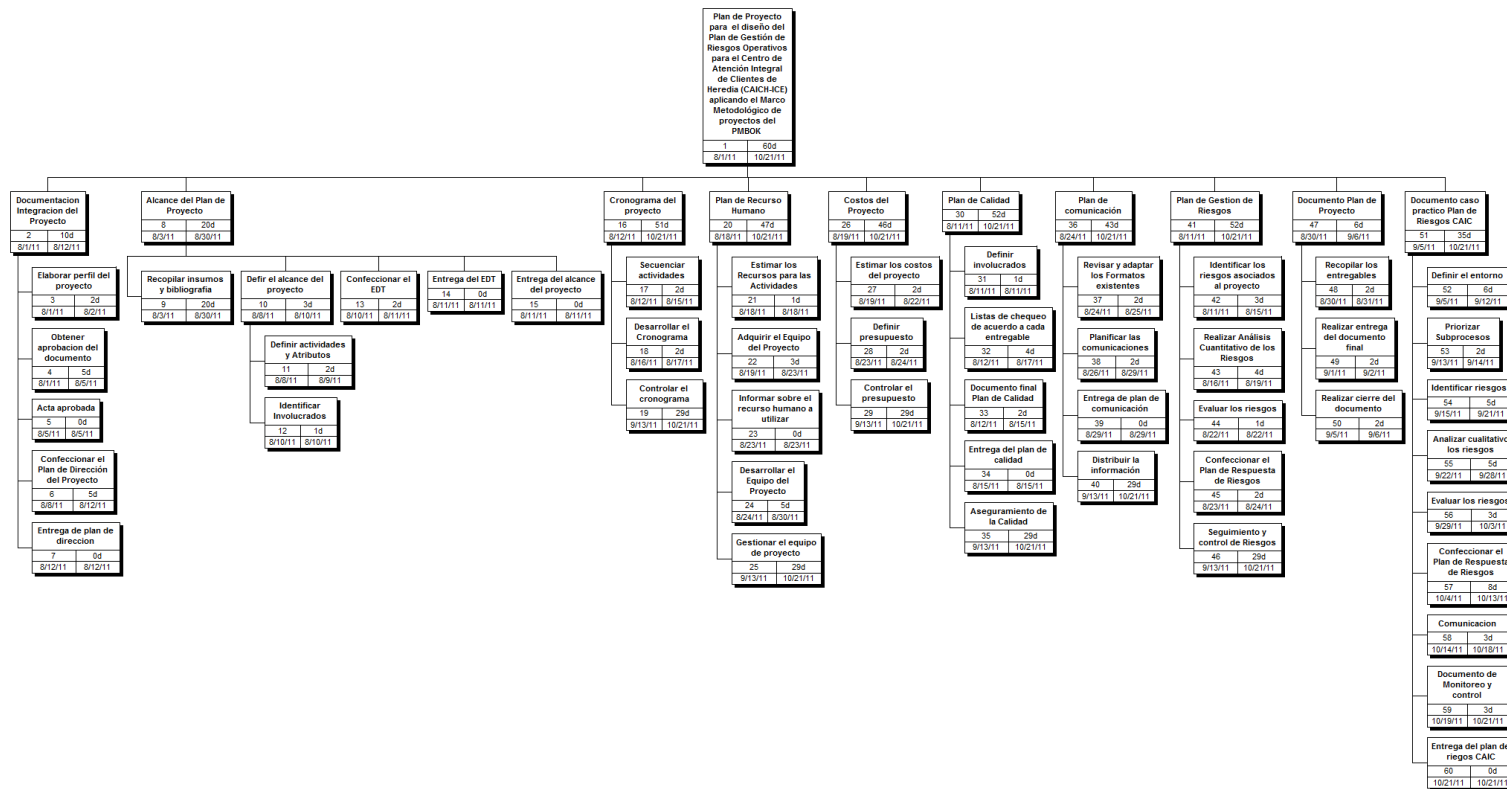 Plan de Proyecto
para el diseño del
Plan de Gestión de
Riesgos Operativos
para el Centro de
Atención Integral
de Clientes de
Heredia (CAICH-ICE)
aplicando el Marco
Metodológico de
proyectos del
PMBOK
1 60d
8/1/11 10/21/11
Documentacion
Integracion del
Proyecto
2 10d
8/1/11 8/12/11
Elaborar perfil del
proyecto
3 2d
8/1/11 8/2/11
Obtener
aprobacion del
documento
4 5d
8/1/11 8/5/11
Acta aprobada
5 0d
8/5/11 8/5/11
Confeccionar el
Plan de Dirección
del Proyecto
6 5d
8/8/11 8/12/11
Entrega de plan de
direccion
7 0d
8/12/11 8/12/11
Alcance del Plan de
Proyecto
8 20d
8/3/11 8/30/11
Recopilar insumos
y bibliografia
9 20d
8/3/11 8/30/11
Defir el alcance del
proyecto
10 3d
8/8/11 8/10/11
Definir actividades
y Atributos
11 2d
8/8/11 8/9/11
Identificar
Involucrados
12 1d
8/10/11 8/10/11
Confeccionar el
EDT
13 2d
8/10/11 8/11/11
Entrega del EDT
14 0d
8/11/11 8/11/11
Entrega del alcance
del proyecto
15 0d
8/11/11 8/11/11
Cronograma del
proyecto
16 51d
8/12/11 10/21/11
Secuenciar
actividades
17 2d
8/12/11 8/15/11
Desarrollar el
Cronograma
18 2d
8/16/11 8/17/11
Controlar el
cronograma
19 29d
9/13/11 10/21/11
Plan de Recurso
Humano
20 47d
8/18/11 10/21/11
Estimar los
Recursos para las
Actividades
21 1d
8/18/11 8/18/11
Adquirir el Equipo
del Proyecto
22 3d
8/19/11 8/23/11
Informar sobre el
recurso humano a
utilizar
23 0d
8/23/11 8/23/11
Desarrollar el
Equipo del
Proyecto
24 5d
8/24/11 8/30/11
Gestionar el equipo
de proyecto
25 29d
9/13/11 10/21/11
Costos del
Proyecto
26 46d
8/19/11 10/21/11
Estimar los costos
del proyecto
27 2d
8/19/11 8/22/11
Definir
presupuesto
28 2d
8/23/11 8/24/11
Controlar el
presupuesto
29 29d
9/13/11 10/21/11
Plan de Calidad
30 52d
8/11/11 10/21/11
Definir
involucrados
31 1d
8/11/11 8/11/11
Listas de chequeo
de acuerdo a cada
entregable
32 4d
8/12/11 8/17/11
Documento final
Plan de Calidad
33 2d
8/12/11 8/15/11
Entrega del plan de
calidad
34 0d
8/15/11 8/15/11
Aseguramiento de
la Calidad
35 29d
9/13/11 10/21/11
Plan de
comunicación
36 43d
8/24/11 10/21/11
Revisar y adaptar
los Formatos
existentes
37 2d
8/24/11 8/25/11
Planificar las
comunicaciones
38 2d
8/26/11 8/29/11
Entrega de plan de
comunicación
39 0d
8/29/11 8/29/11
Distribuir la
información
40 29d
9/13/11 10/21/11
Plan de Gestion de
Riesgos
41 52d
8/11/11 10/21/11
Identificar los
riesgos asociados
al proyecto
42 3d
8/11/11 8/15/11
Realizar Análisis
Cuantitativo de los
Riesgos
43 4d
8/16/11 8/19/11
Evaluar los riesgos
44 1d
8/22/11 8/22/11
Confeccionar el
Plan de Respuesta
de Riesgos
45 2d
8/23/11 8/24/11
Seguimiento y
control de Riesgos
46 29d
9/13/11 10/21/11
Documento Plan de
Proyecto
47 6d
8/30/11 9/6/11
Recopilar los
entregables
48 2d
8/30/11 8/31/11
Realizar entrega
del documento
final
49 2d
9/1/11 9/2/11
Realizar cierre del
documento
50 2d
9/5/11 9/6/11
Documento caso
practico Plan de
Riesgos CAIC
51 35d
9/5/11 10/21/11
Definir el entorno
52 6d
9/5/11 9/12/11
Priorizar
Subprocesos
53 2d
9/13/11 9/14/11
Identificar riesgos
54 5d
9/15/11 9/21/11
Analizar cualitativo
los riesgos
55 5d
9/22/11 9/28/11
Evaluar los riesgos
56 3d
9/29/11 10/3/11
Confeccionar el
Plan de Respuesta
de Riesgos
57 8d
10/4/11 10/13/11
Comunicacion
58 3d
10/14/11 10/18/11
Documento de
Monitoreo y
control
59 3d
10/19/11 10/21/11
Entrega del plan de
riegos CAIC
60 0d
10/21/11 10/21/11